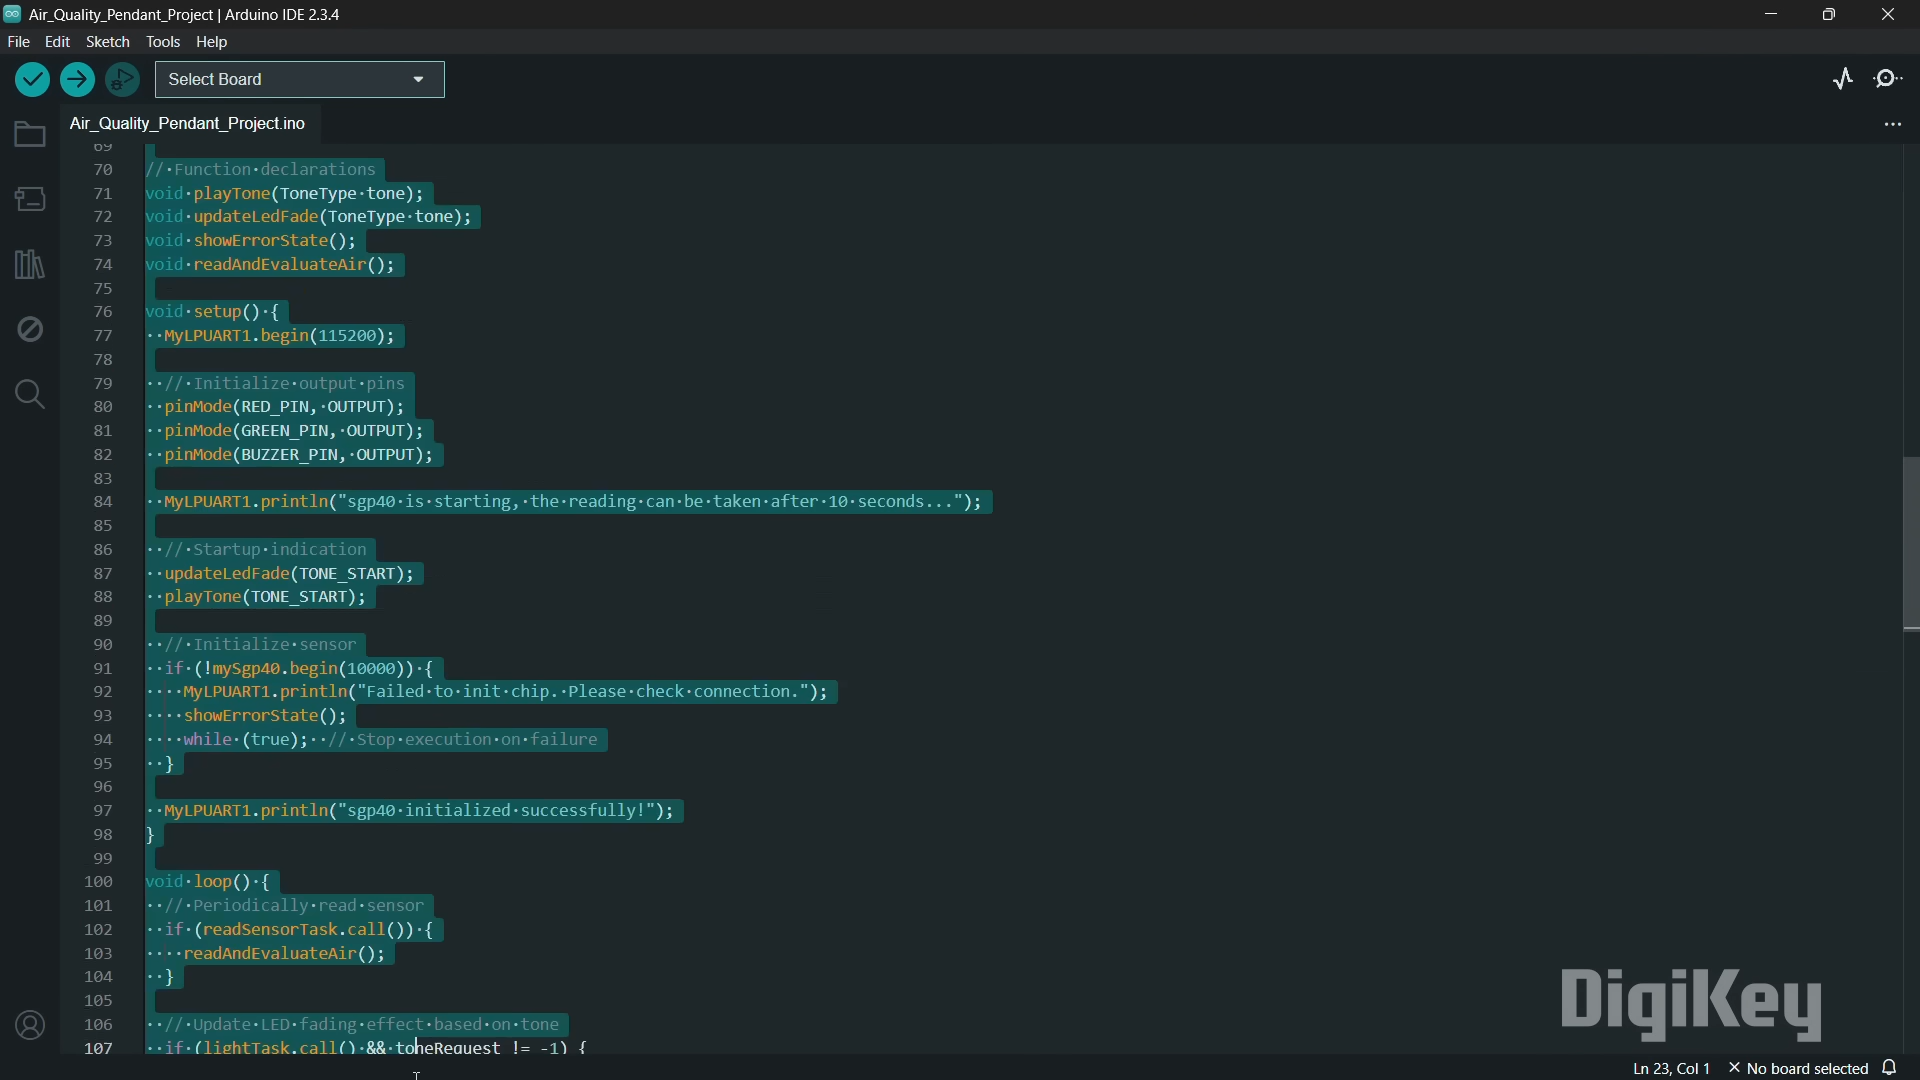 Air_Quality_Pendant_Project | Arduino IDE 2.3.4
File Edit Sketch Tools Help
Select Board
Air_Quality_Pendant_Project.ino
69
70 // Function declarations
71 void playTone(ToneType tone);
72 void updateLedFade(ToneType tone);
73 void showErrorState();
74 void readAndEvaluateAir();
75
76 void setup() {
77   MyLPUART1.begin(115200);
78
79   // Initialize output pins
80   pinMode(RED_PIN, OUTPUT);
81   pinMode(GREEN_PIN, OUTPUT);
82   pinMode(BUZZER_PIN, OUTPUT);
83
84   MyLPUART1.println("sgp40 is starting, the reading can be taken after 10 seconds...");
85
86   // Startup indication
87   updateLedFade(TONE_START);
88   playTone(TONE_START);
89
90   // Initialize sensor
91   if (!mySgp40.begin(10000)) {
92     MyLPUART1.println("Failed to init chip. Please check connection.");
93     showErrorState();
94     while (true);  // Stop execution on failure
95   }
96
97   MyLPUART1.println("sgp40 initialized successfully!");
98 }
99
100 void loop() {
101   // Periodically read sensor
102   if (readSensorTask.call()) {
103     readAndEvaluateAir();
104   }
105
106   // Update LED fading effect based on tone
107   if (lightTask.call() && toneRequest != -1) {
DigiKey
Ln 23, Col 1 No board selected